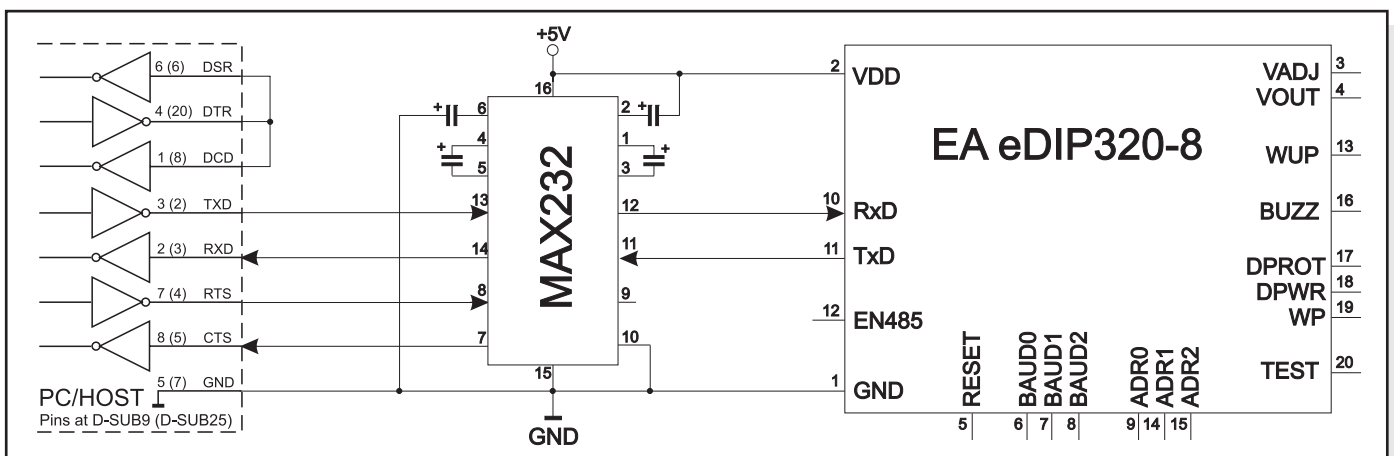 +5V
6 (6) DSR
4 (20) DTR
1 (8) DCD
3 (2) TXD
2 (3) RXD
7 (4) RTS
8 (5) CTS
5 (7) GND
PC/HOST
Pins at D-SUB9 (D-SUB25)
MAX232
16
6
4
5
13
14
8
7
15
2
1
3
12
11
9
10
+
+
+
+
GND
EA eDIP320-8
2 VDD
10 RxD
11 TxD
12 EN485
1 GND
RESET 5
BAUD0 6
BAUD1 7
BAUD2 8
ADR0 9
ADR1 14
ADR2 15
VADJ 3
VOUT 4
WUP 13
BUZZ 16
DPROT 17
DPWR 18
WP 19
TEST 20